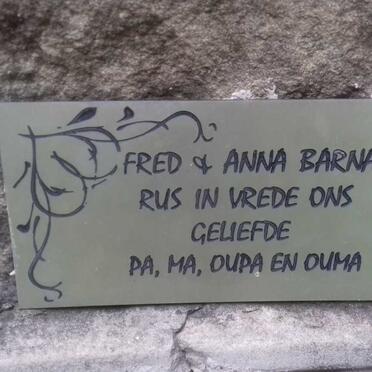 FRED & ANNA BARNA
RUS IN VREDE ONS
GELIEFDE
PA, MA, OUPA EN OUMA